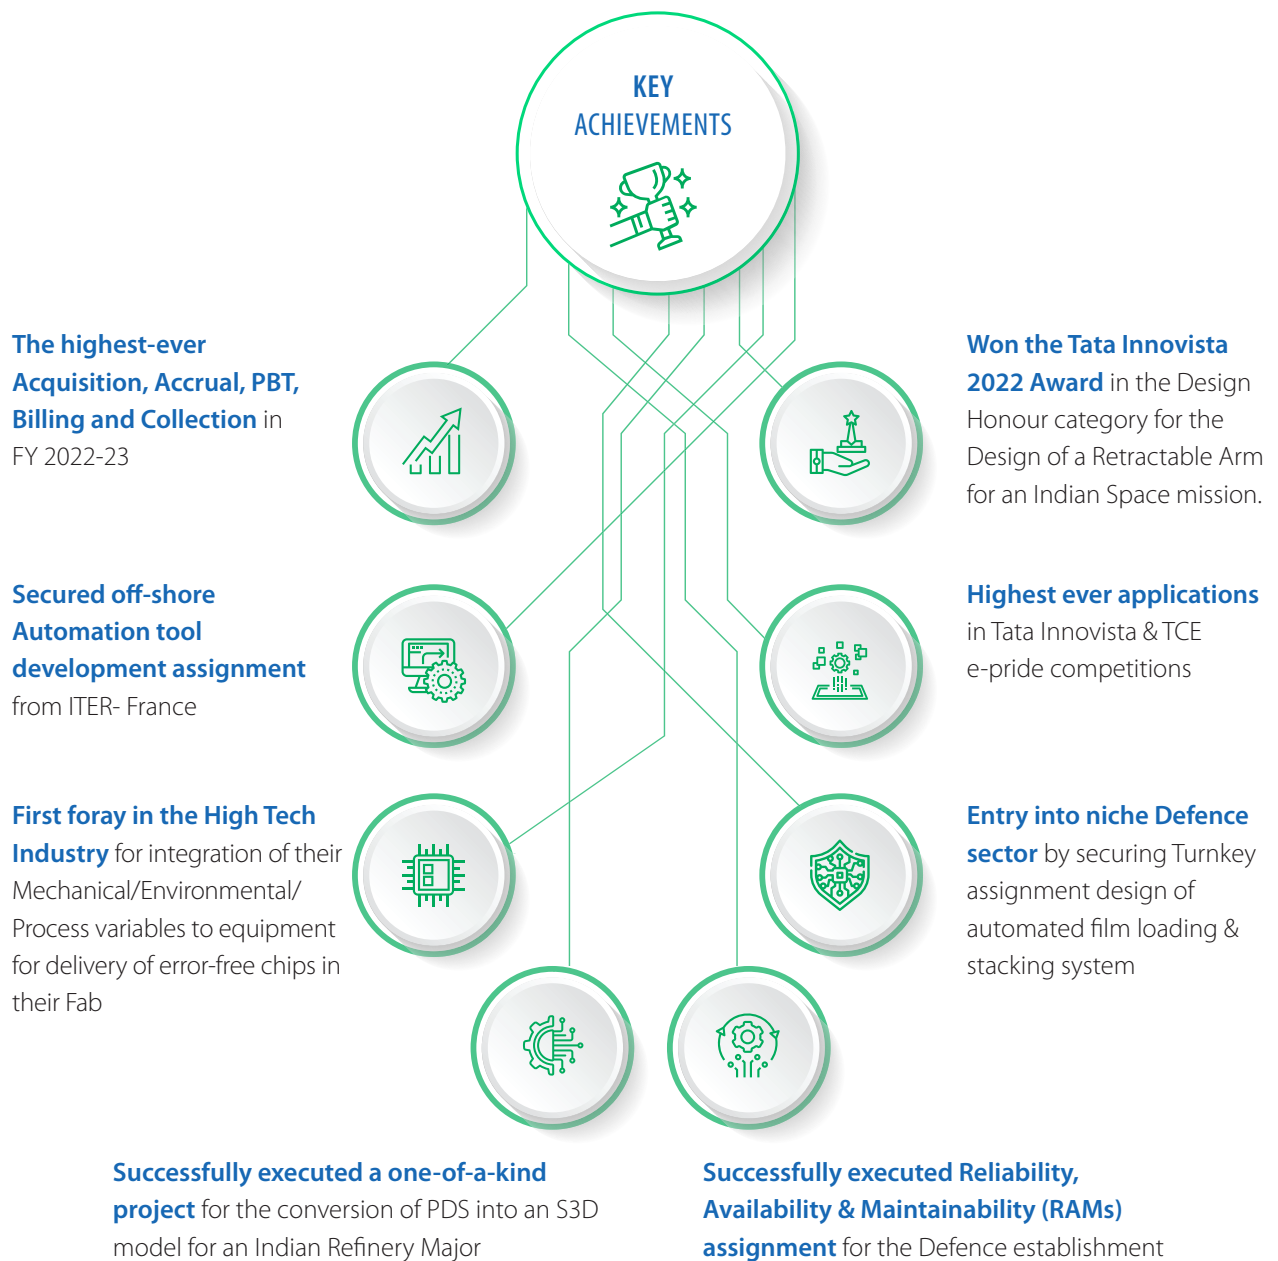 KEY
ACHIEVEMENTS
The highest-ever
Acquisition, Accrual, PBT,
Billing and Collection in
FY 2022-23
Won the Tata Innovista
2022 Award in the Design
Honour category for the
Design of a Retractable Arm
for an Indian Space mission.
Secured off-shore
Automation tool
development assignment
from ITER- France
Highest ever applications
in Tata Innovista & TCE
e-pride competitions
First foray in the High Tech
Industry for integration of their
Mechanical/Environmental/
Process variables to equipment
for delivery of error-free chips in
their Fab
Entry into niche Defence
sector by securing Turnkey
assignment design of
automated film loading &
stacking system
Successfully executed a one-of-a-kind
project for the conversion of PDS into an S3D
model for an Indian Refinery Major
Successfully executed Reliability,
Availability & Maintainability (RAMs)
assignment for the Defence establishment